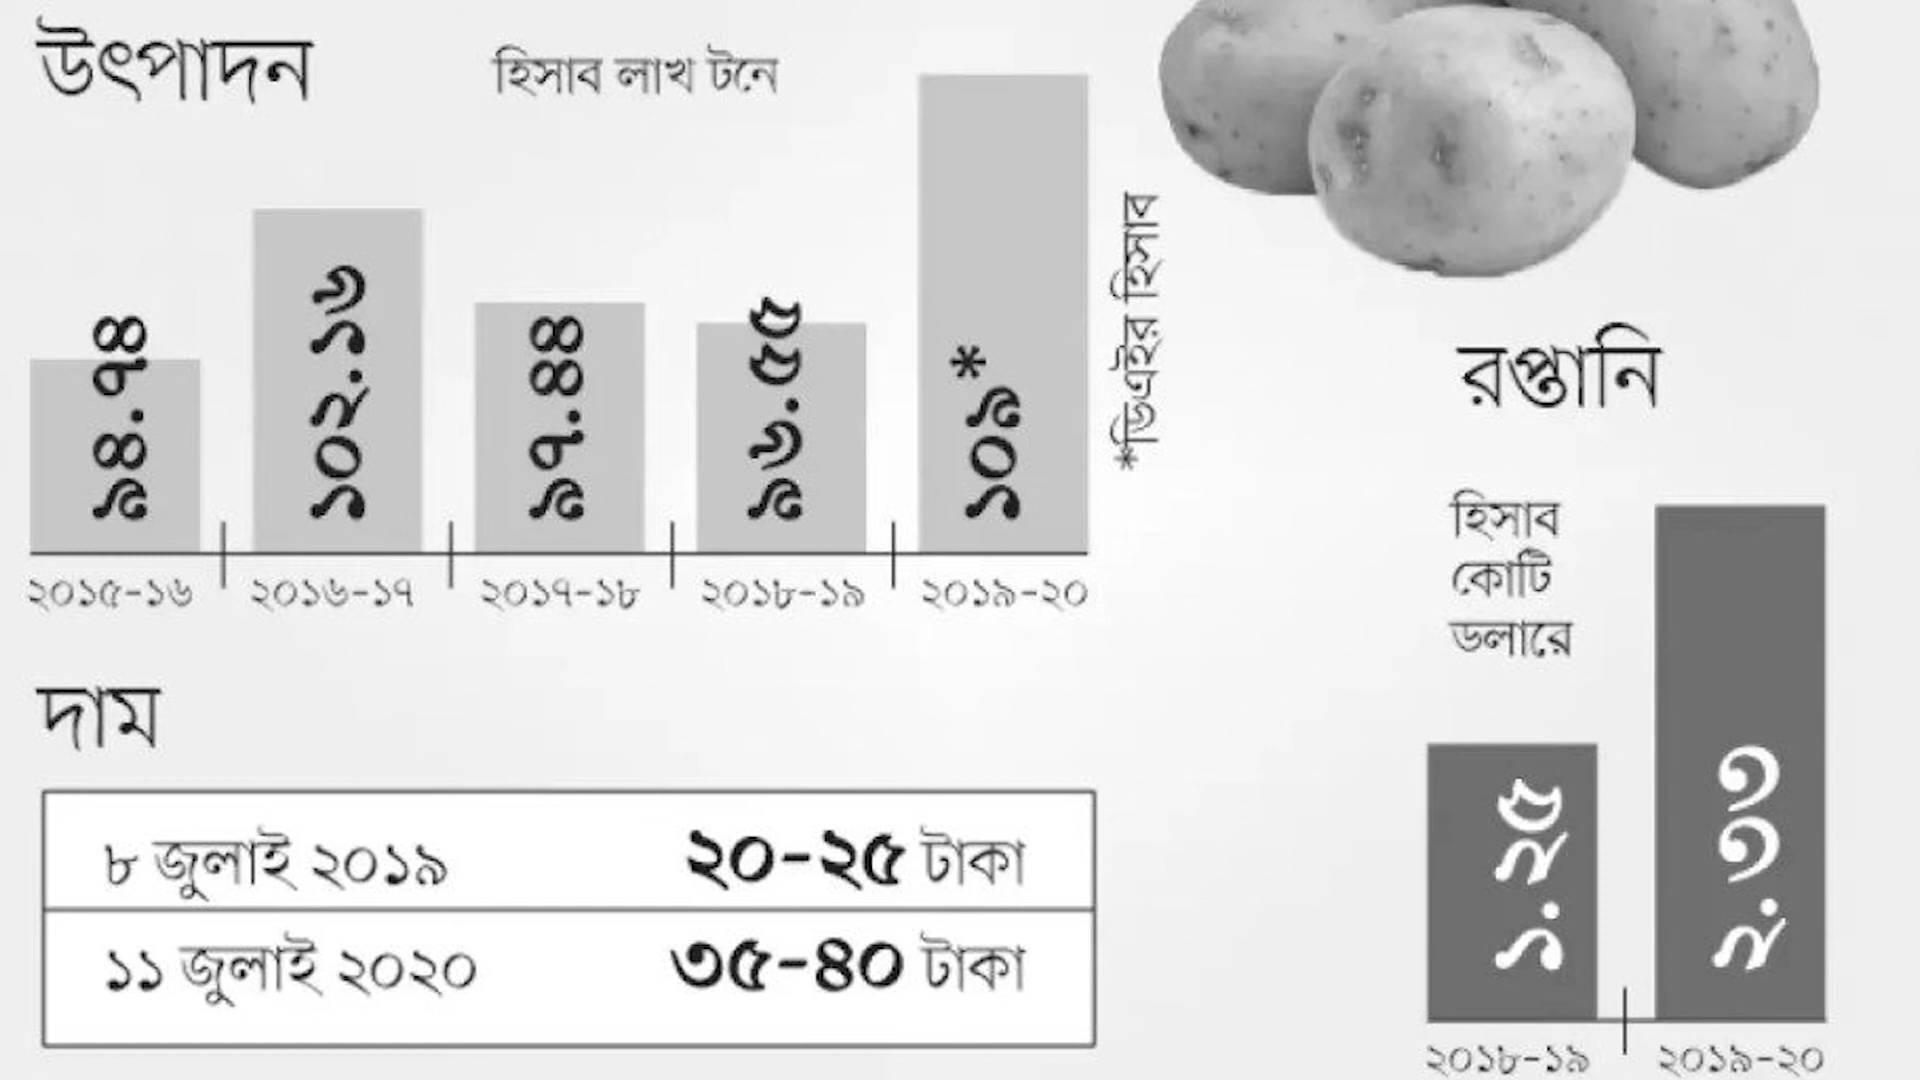 উৎপাদন
হিসাব লাখ টনে
৯৪.৭৪
১০২.১৬
৯৭.৪৪
৯৬.৫৫
১০৯*
*ডিএইর হিসাব
২০১৫-১৬
২০১৬-১৭
২০১৭-১৮
২০১৮-১৯
২০১৯-২০
দাম
৮ জুলাই ২০১৯ ২০-২৫ টাকা
১১ জুলাই ২০২০ ৩৫-৪০ টাকা
রপ্তানি
হিসাব
কোটি
ডলারে
১.২৫
২.৩৩
২০১৮-১৯
২০১৯-২০